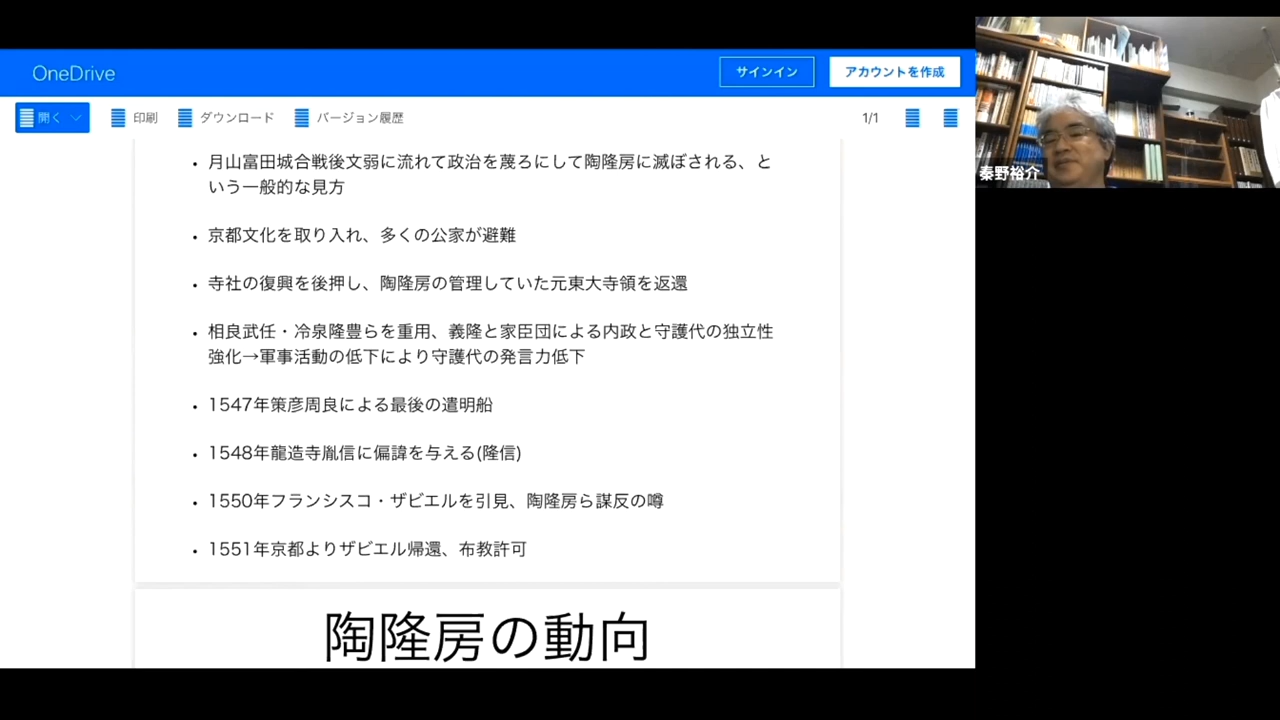 OneDrive
サインイン
アカウントを作成
開く
印刷
ダウンロード
バージョン履歴
1/1
・月山富田城合戦後文弱に流れて政治を蔑ろにして陶隆房に滅ぼされる、と
いう一般的な見方
・京都文化を取り入れ、多くの公家が避難
・寺社の復興を後押し、陶隆房の管理していた元東大寺領を返還
・相良武任・冷泉隆豊らを重用、義隆と家臣団による内政と守護代の独立性
強化→軍事活動の低下により守護代の発言力低下
・1547年策彦周良による最後の遣明船
・1548年龍造寺胤信に偏諱を与える(隆信)
・1550年フランシスコ・ザビエルを引見、陶隆房ら謀反の噂
・1551年京都よりザビエル帰還、布教許可
陶隆房の動向
秦野裕介